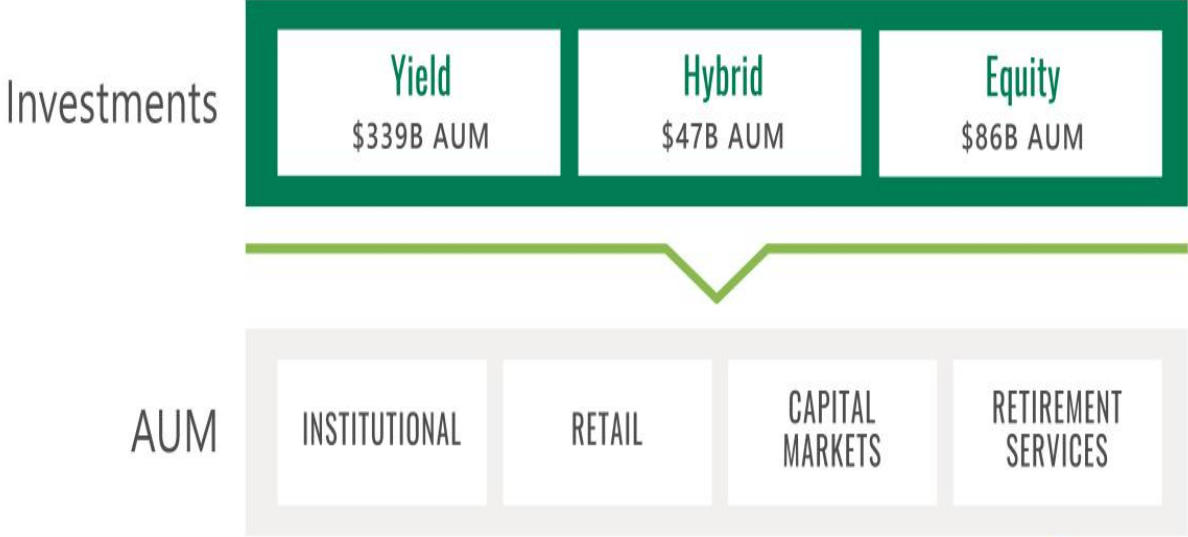 Investments
Yield
$339B AUM
Hybrid
$47B AUM
Equity
$86B AUM
AUM
INSTITUTIONAL
RETAIL
CAPITAL
MARKETS
RETIREMENT
SERVICES